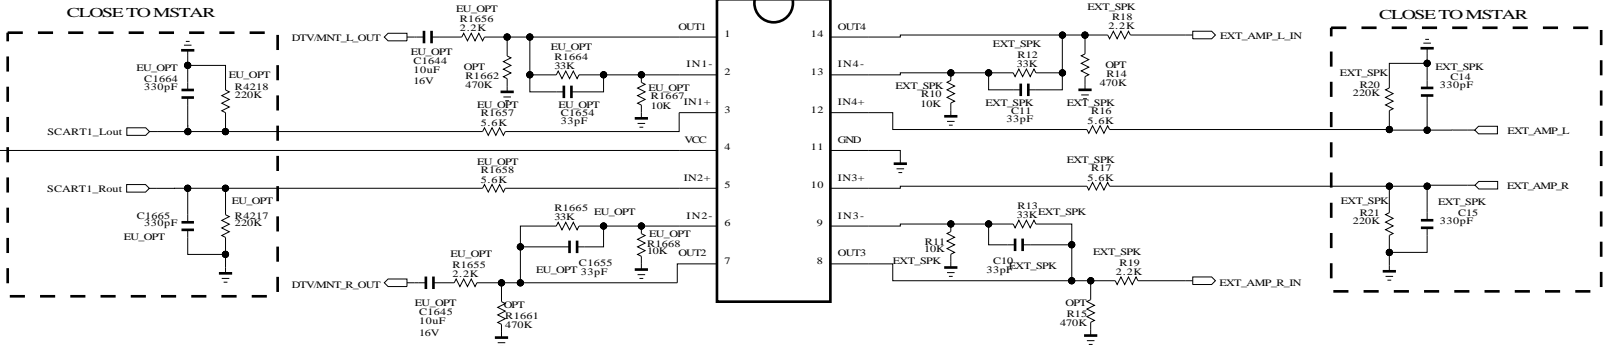 CLOSE TO MSTAR
EU_OPT
C1664
330pF
EU_OPT
R4218
220K
SCART1_Lout
SCART1_Rout
C1665
330pF
EU_OPT
EU_OPT
R4217
220K
DTV/MNT_L_OUT
EU_OPT
C1644
10uF
16V
EU_OPT
R1656
2.2K
OPT
R1662
470K
EU_OPT
R1664
33K
EU_OPT
C1654
33pF
EU_OPT
R1667
10K
EU_OPT
R1657
5.6K
EU_OPT
R1658
5.6K
R1665
33K
EU_OPT
EU_OPT
C1655
33pF
EU_OPT
R1668
10K
DTV/MNT_R_OUT
EU_OPT
R1655
2.2K
EU_OPT
C1645
10uF
16V
OPT
R1661
470K
OUT1
IN1-
IN1+
VCC
IN2+
IN2-
OUT2
1
2
3
4
5
6
7
14
13
12
11
10
9
8
OUT4
IN4-
IN4+
GND
IN3+
IN3-
OUT3
EXT_SPK
R18
2.2K
EXT_AMP_L_IN
EXT_SPK
R12
33K
OPT
R14
470K
EXT_SPK
R10
10K
EXT_SPK
C11
33pF
EXT_SPK
R16
5.6K
EXT_SPK
R17
5.6K
R13
33K
EXT_SPK
R11
10K
EXT_SPK
C10
33pF
EXT_SPK
EXT_SPK
R19
2.2K
EXT_AMP_R_IN
OPT
R15
470K
CLOSE TO MSTAR
EXT_SPK
R20
220K
EXT_SPK
C14
330pF
EXT_AMP_L
EXT_AMP_R
EXT_SPK
R21
220K
EXT_SPK
C15
330pF